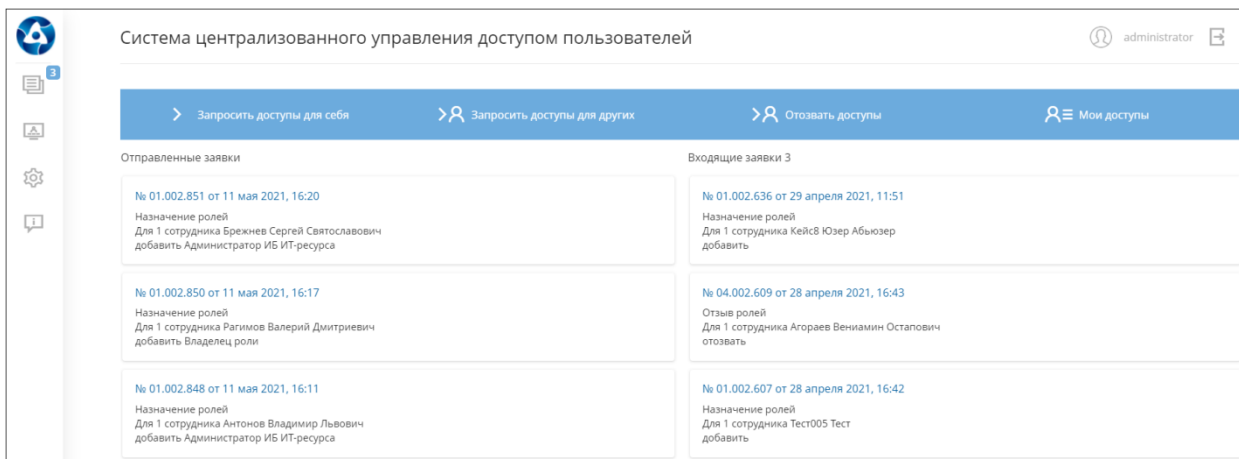 Система централизованного управления доступом пользователей
administrator
3
Запросить доступы для себя
Запросить доступы для других
Отозвать доступы
Мои доступы
Отправленные заявки
№ 01.002.851 от 11 мая 2021, 16:20
Назначение ролей
Для 1 сотрудника Брежнев Сергей Святославович
добавить Администратор ИБ ИТ-ресурса
№ 01.002.850 от 11 мая 2021, 16:17
Назначение ролей
Для 1 сотрудника Рагимов Валерий Дмитриевич
добавить Владелец роли
№ 01.002.848 от 11 мая 2021, 16:11
Назначение ролей
Для 1 сотрудника Антонов Владимир Львович
добавить Администратор ИБ ИТ-ресурса
Входящие заявки 3
№ 01.002.636 от 29 апреля 2021, 11:51
Назначение ролей
Для 1 сотрудника Кейс8 Юзер Абьюзер
добавить
№ 04.002.609 от 28 апреля 2021, 16:43
Отзыв ролей
Для 1 сотрудника Агораев Вениамин Остапович
отозвать
№ 01.002.607 от 28 апреля 2021, 16:42
Назначение ролей
Для 1 сотрудника Тест005 Тест
добавить